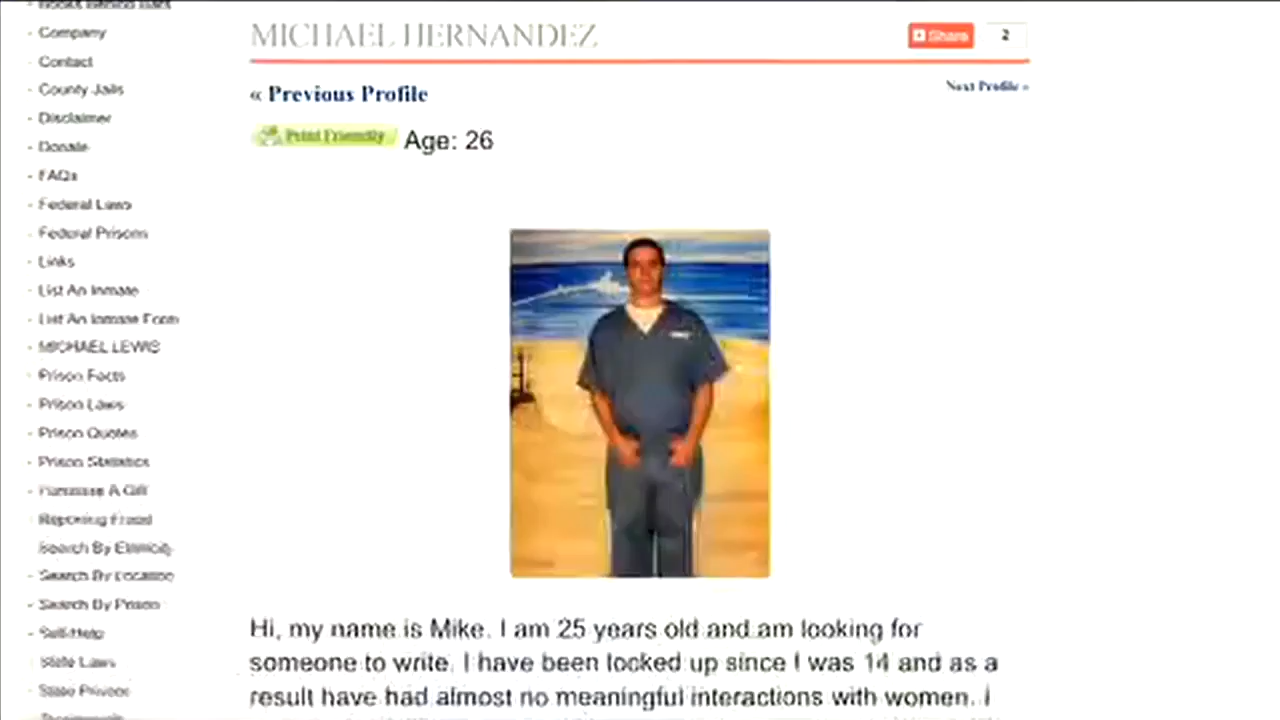 - Company
- Contact
- County Jails
- Disclaimer
- Donate
- FAQs
- Federal Laws
- Federal Prisons
- Links
- List An Inmate
- List An Inmate Form
- MICHAEL LEWIS
- Prison Facts
- Prison Laws
- Prison Quotes
- Prison Statistics
- Purchase A Gift
- Reporting Fraud
Search By Ethnicity
- Search By Location
- Search By Prison
- Self-Help
- State Laws
- State Prisons
MICHAEL HERNANDEZ
Share 2
« Previous Profile
Next Profile »
Print Friendly Age: 26
Hi, my name is Mike. I am 25 years old and am looking for
someone to write. I have been locked up since I was 14 and as a
result have had almost no meaningful interactions with women. I